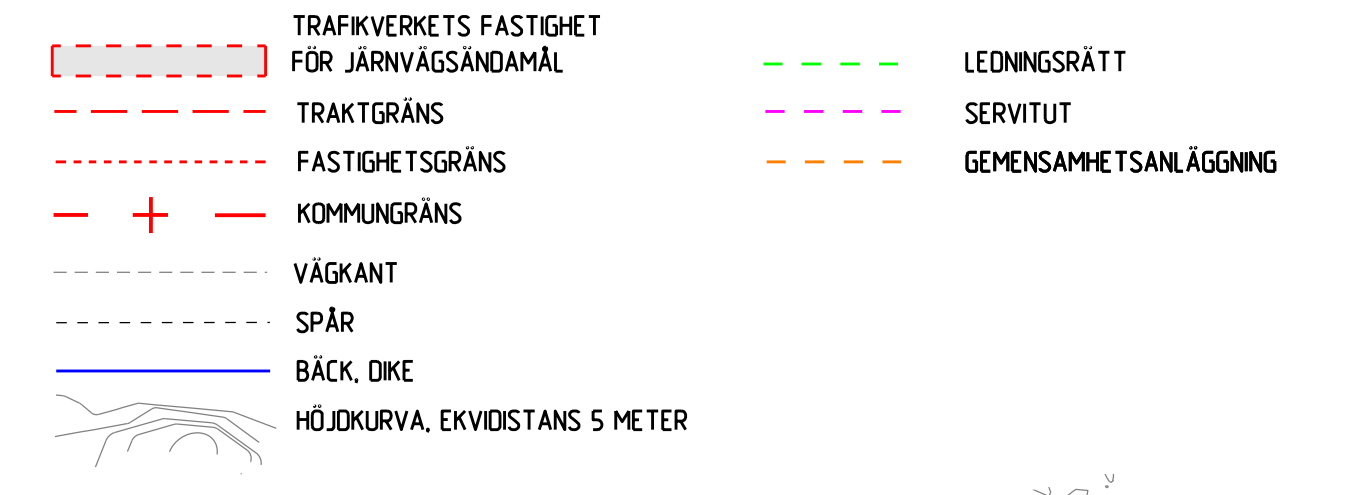 TRAFIKVERKETS FASTIGHET
FÖR JÄRNVÄGSÄNDAMÅL
TRAKTGRÄNS
FASTIGHETSGRÄNS
KOMMUNGRÄNS
VÄGKANT
SPÅR
BÄCK, DIKE
HÖJDKURVA, EKVIDISTANS 5 METER
LEDNINGSRÄTT
SERVITUT
GEMENSAMHETSANLÄGGNING